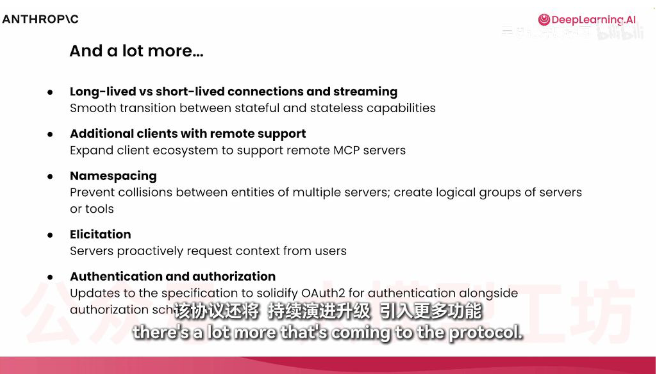 ANTHROP\C
DeepLearning.AI
bilibili
And a lot more...
● Long-lived vs short-lived connections and streaming
Smooth transition between stateful and stateless capabilities
● Additional clients with remote support
Expand client ecosystem to support remote MCP servers
● Namespacing
Prevent collisions between entities of multiple servers; create logical groups of servers
or tools
● Elicitation
Servers proactively request context from users
● Authentication and authorization
Updates to the specification to solidify OAuth2 for authentication alongside
authorization
该协议还将 持续演进升级 引入更多功能
there's a lot more that's coming to the protocol.